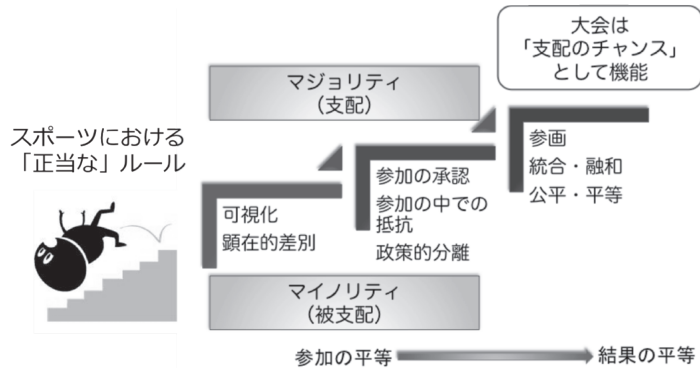 大会は
「支配のチャンス」
として機能
マジョリティ
（支配）
スポーツにおける
「正当な」ルール
参画
統合・融和
公平・平等
参加の承認
参加の中での
抵抗
政策的分離
可視化
顕在的差別
マイノリティ
（被支配）
参加の平等
結果の平等